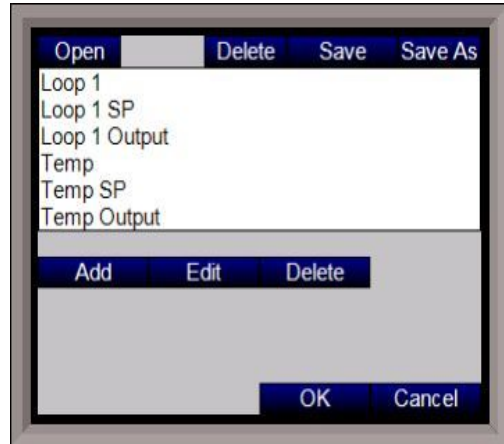 Open Delete Save Save As
Loop 1
Loop 1 SP
Loop 1 Output
Temp
Temp SP
Temp Output
Add Edit Delete
OK Cancel